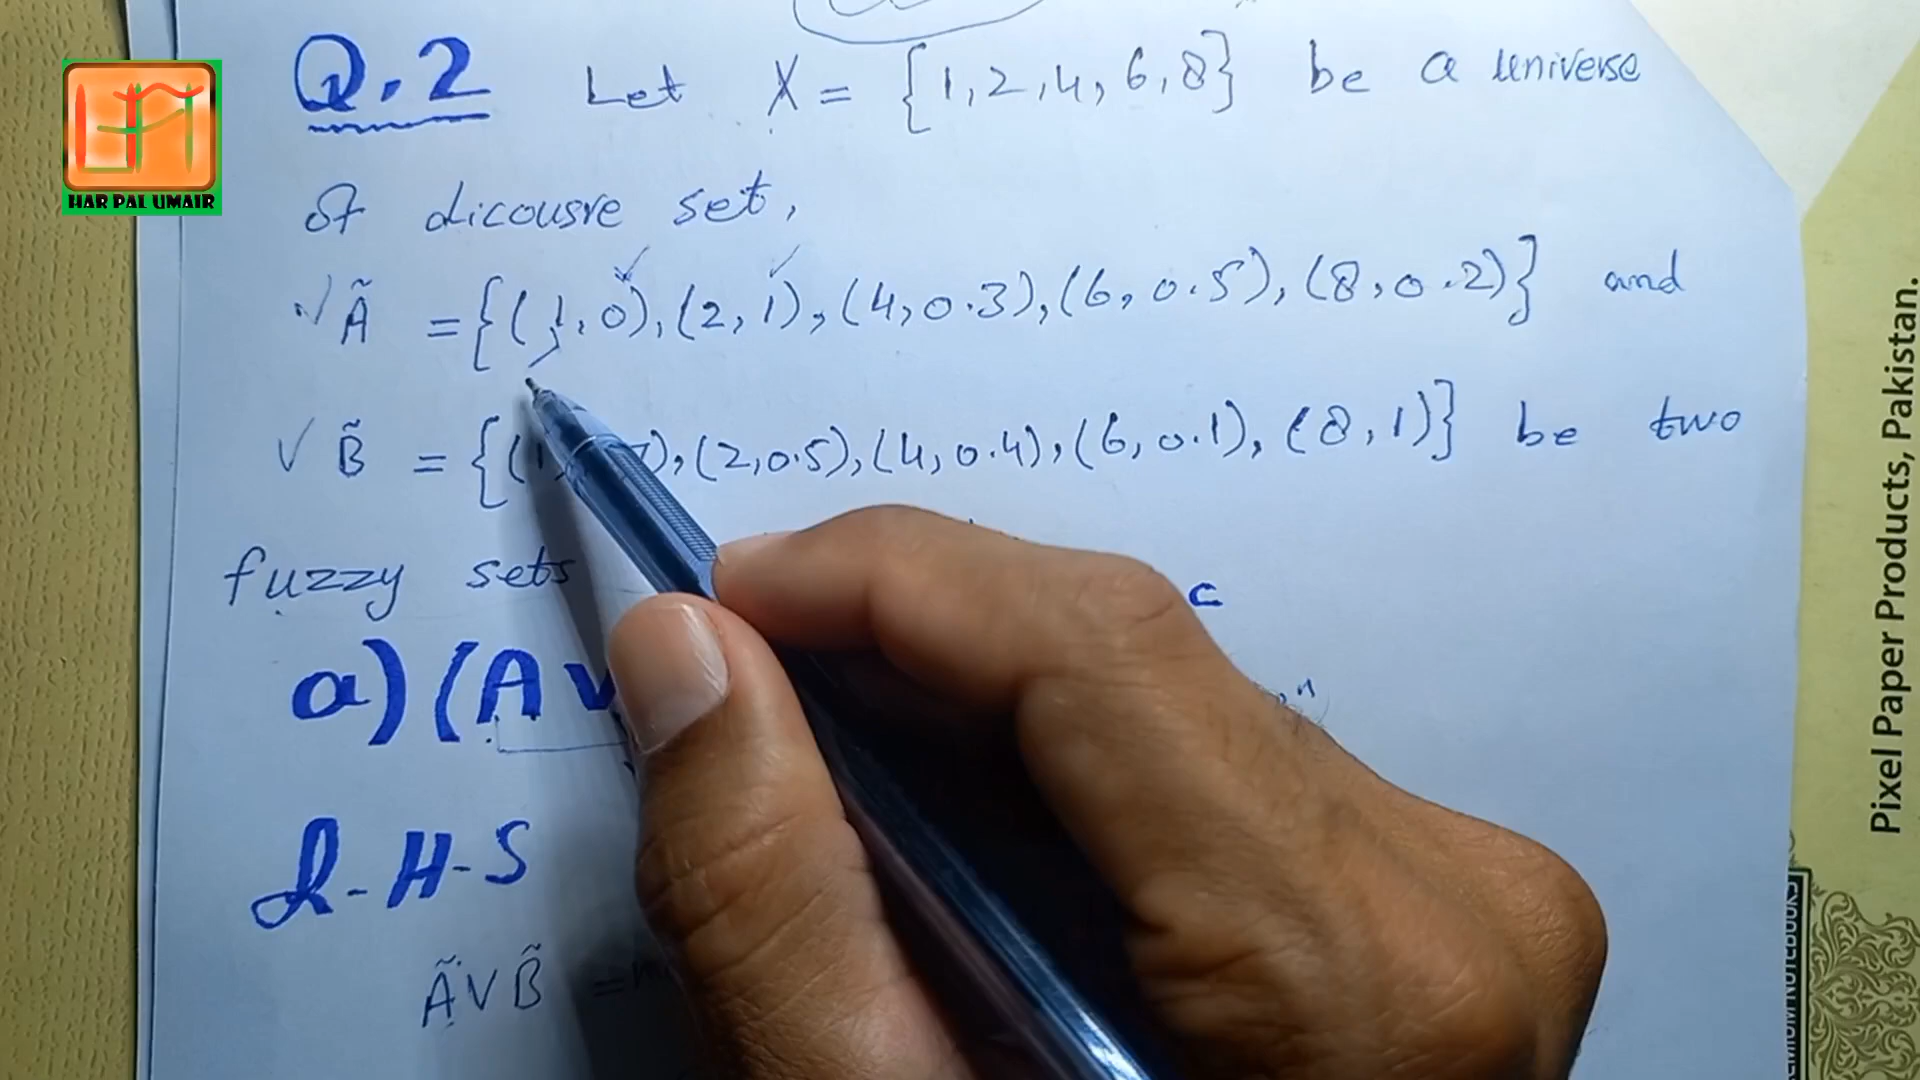 Q.2 Let X = {1,2,4,6,8} be a universe
of dicousre set,
Ã = {(1,0),(2,1),(4,0.3),(6,0.5),(8,0.2)} and
B̃ = {(1, ),(2,0.5),(4,0.4),(6,0.1),(8,1)} be two
fuzzy sets
c
a) (A V
L-H-S
Ã V B̃ =
HAR PAL UMAIR
Pixel Paper Products, Pakistan.